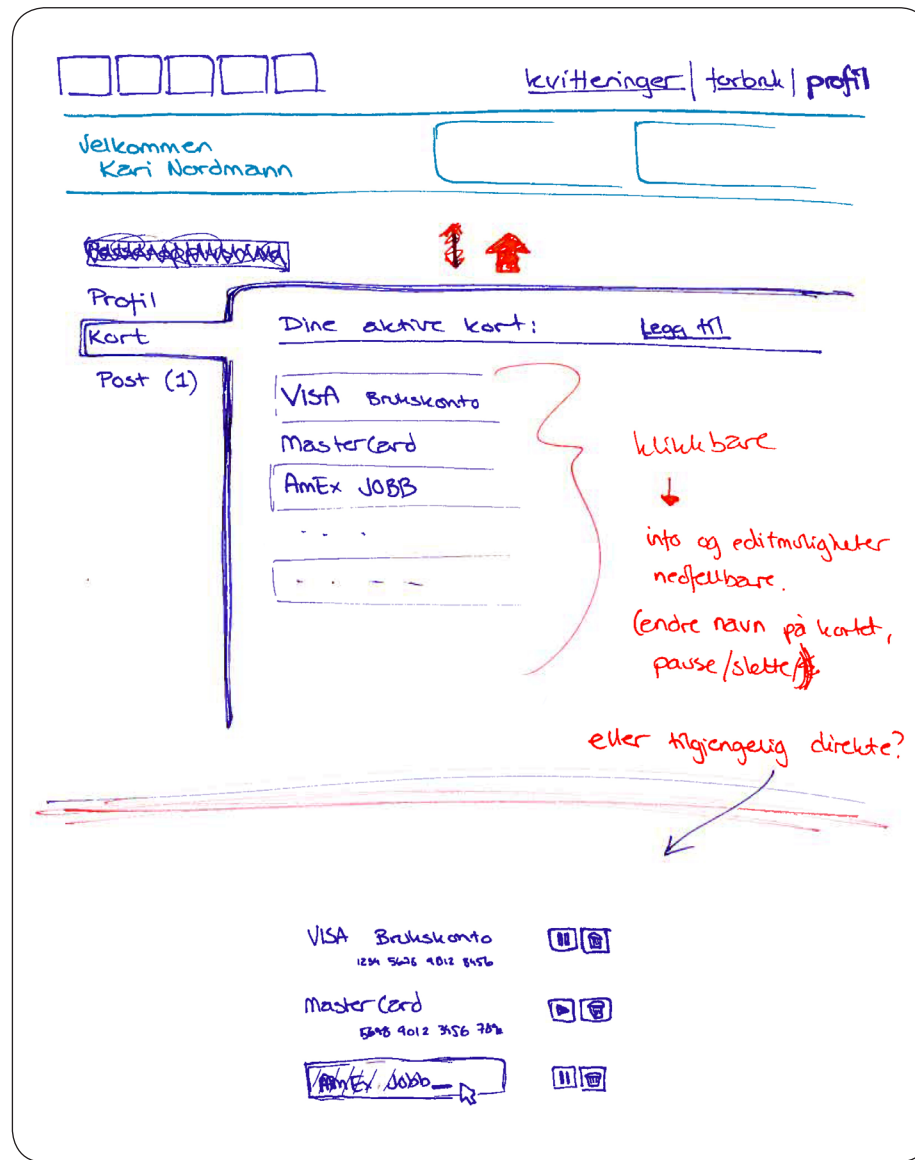 kvitteringer | forbruk | profil
Velkommen
Kari Nordmann
Profil
Kort
Post (1)
Dine aktive kort: Legg til
VISA Brukskonto
MasterCard
AmEx JOBB
klikkbare
info og editmuligheter
nedfellbare.
(endre navn på kortet,
pause/slette/
eller tilgjengelig direkte?
VISA Brukskonto
1234 5678 9012 3456
MasterCard
5678 9012 3456 789
AmEx Jobb